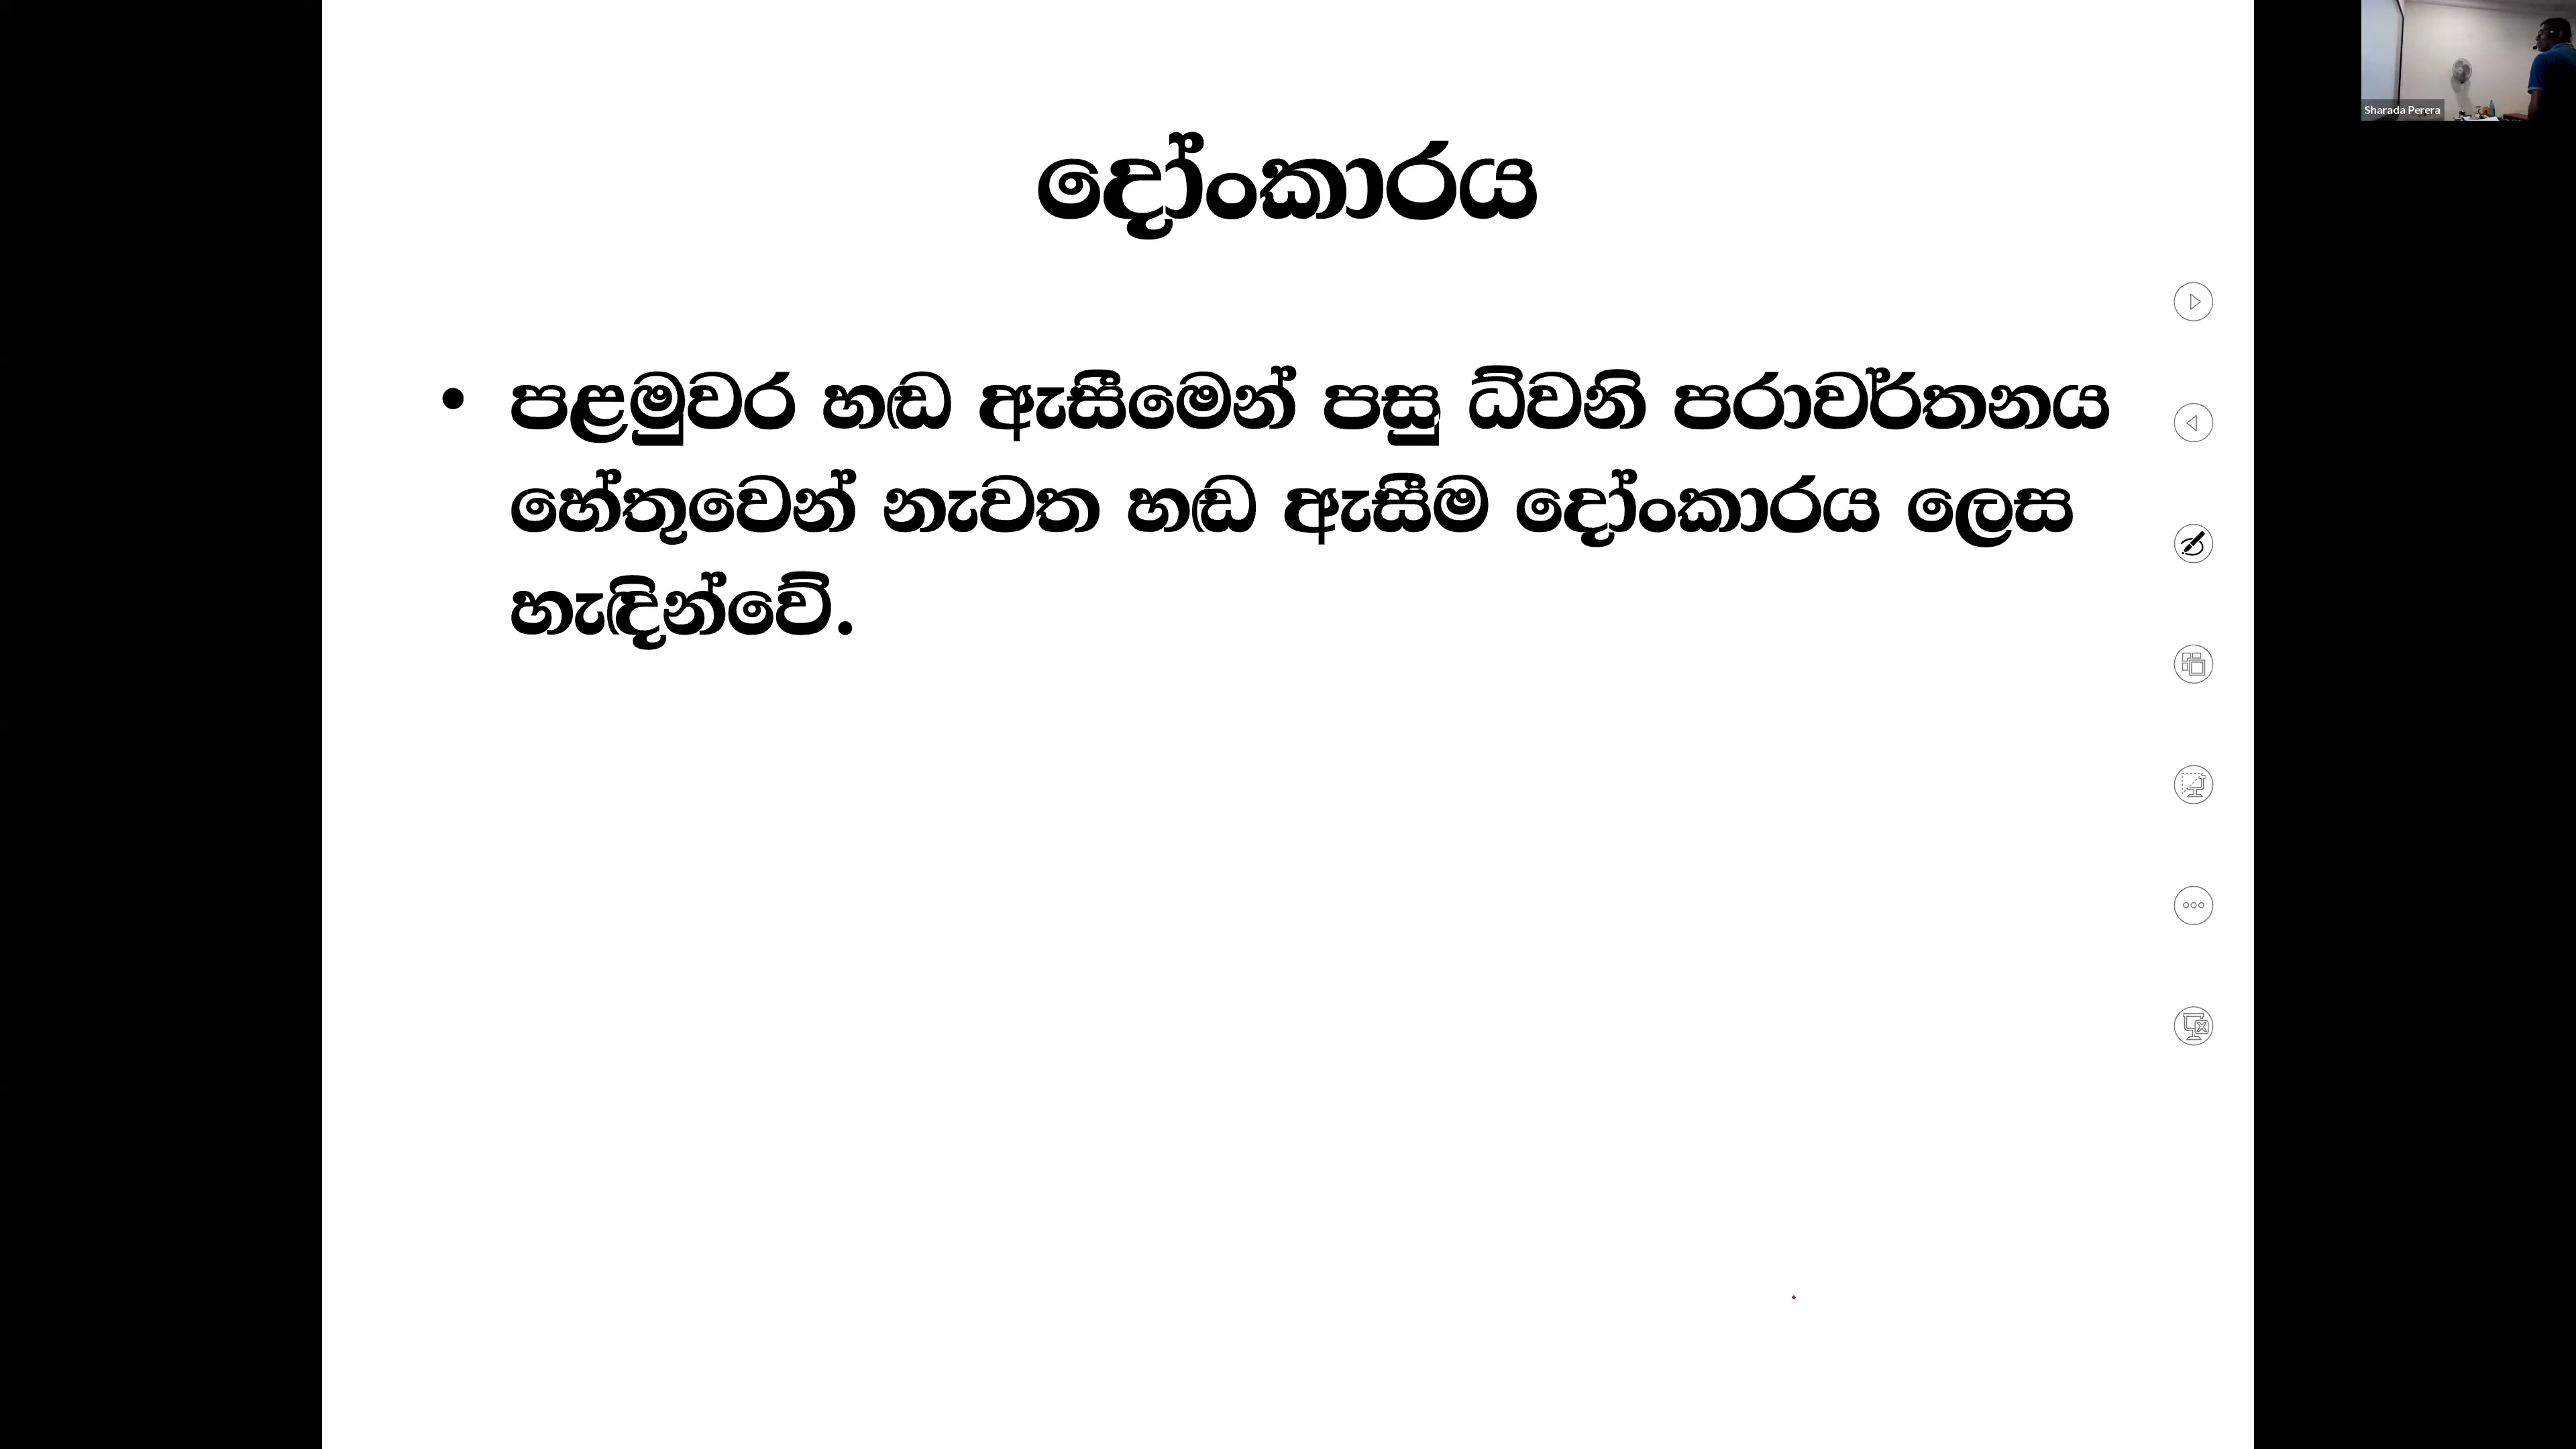 Sharada Perera
දෝංකාරය
• පළමුවර හඬ ඇසීමෙන් පසු ධ්වනි පරාවර්තනය
හේතුවෙන් නැවත හඬ ඇසීම දෝංකාරය ලෙස
හැඳින්වේ.